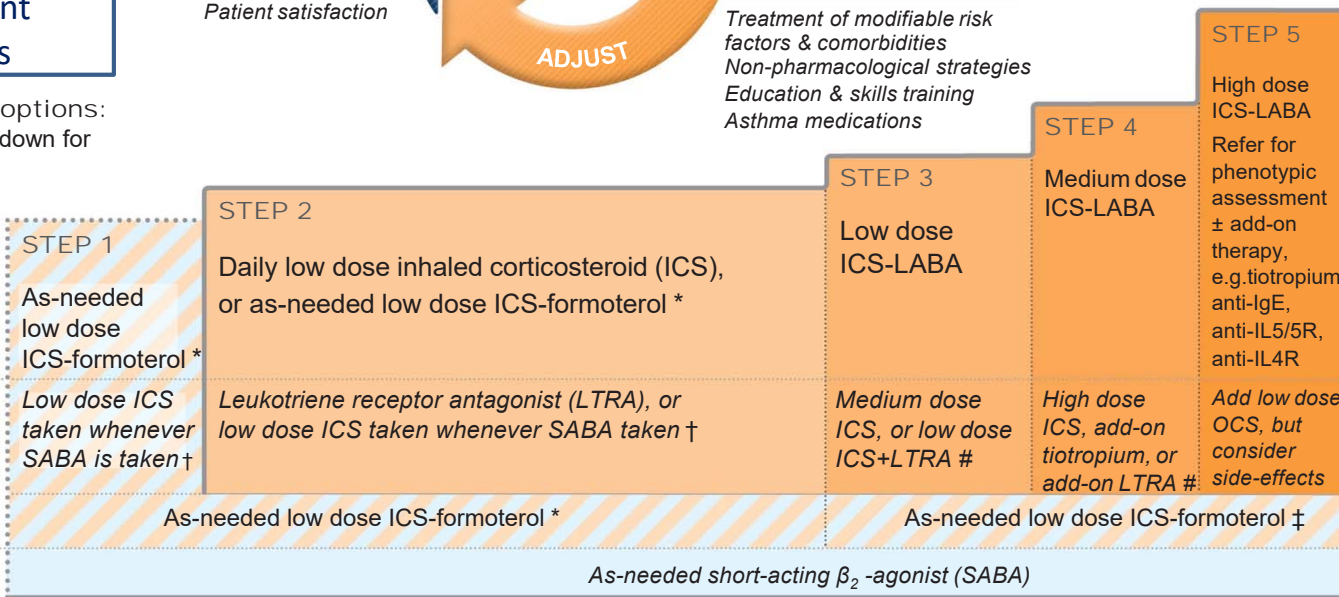 nt
s
Patient satisfaction
ADJUST
Treatment of modifiable risk
factors & comorbidities
Non-pharmacological strategies
Education & skills training
Asthma medications
options:
down for
STEP 1
As-needed
low dose
ICS-formoterol *
STEP 2
Daily low dose inhaled corticosteroid (ICS),
or as-needed low dose ICS-formoterol *
STEP 3
Low dose
ICS-LABA
STEP 4
Medium dose
ICS-LABA
STEP 5
High dose
ICS-LABA
Refer for
phenotypic
assessment
± add-on
therapy,
e.g.tiotropium,
anti-IgE,
anti-IL5/5R,
anti-IL4R
Low dose ICS
taken whenever
SABA is taken †
Leukotriene receptor antagonist (LTRA), or
low dose ICS taken whenever SABA taken †
Medium dose
ICS, or low dose
ICS+LTRA #
High dose
ICS, add-on
tiotropium, or
add-on LTRA #
Add low dose
OCS, but
consider
side-effects
As-needed low dose ICS-formoterol *
As-needed low dose ICS-formoterol ‡
As-needed short-acting β₂ -agonist (SABA)